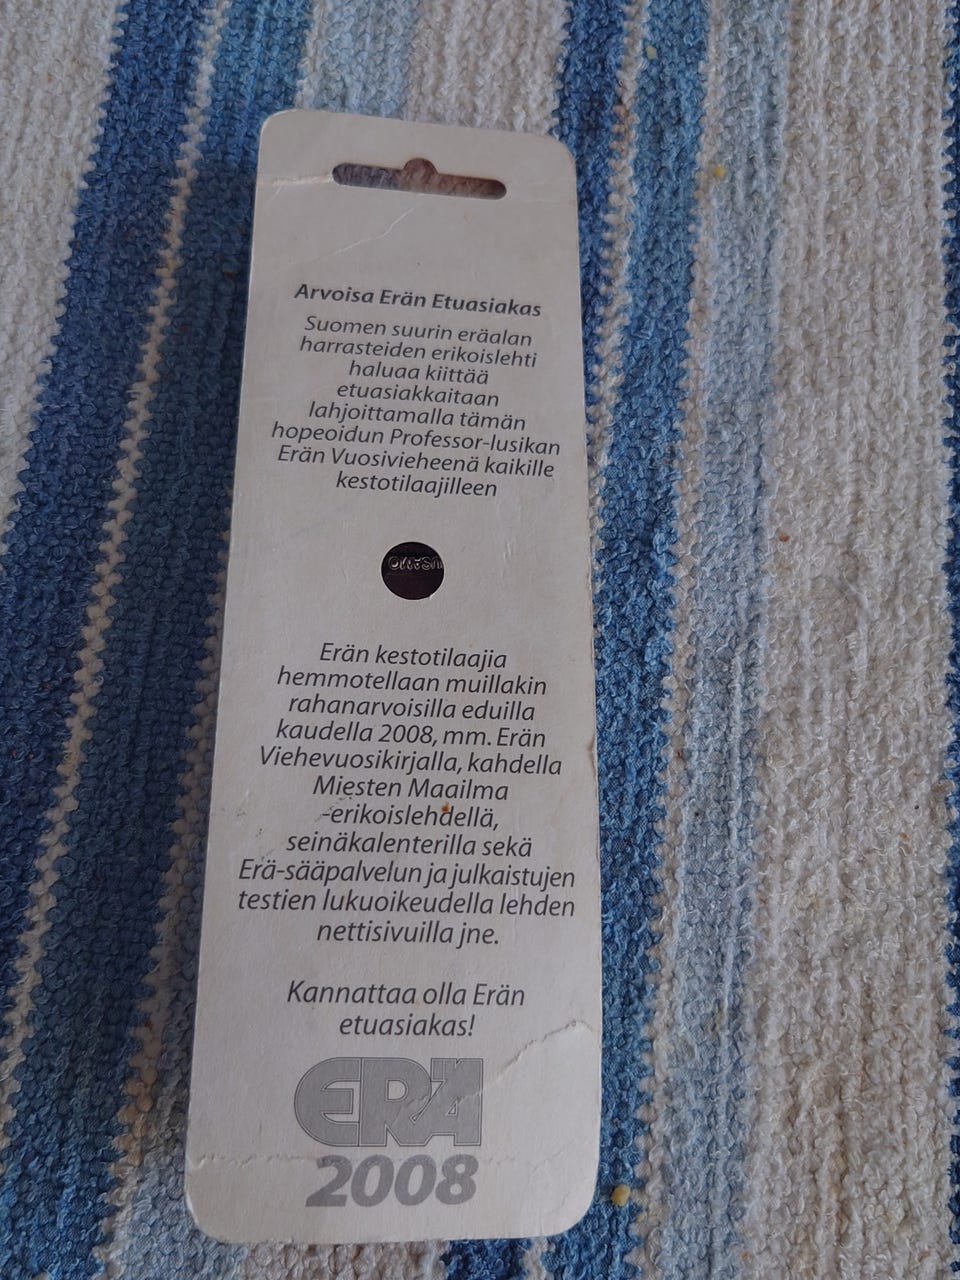 Arvoisa Erän Etuasiakas
Suomen suurin eräalan
harrasteiden erikoislehti
haluaa kiittää
etuasiakkaitaan
lahjoittamalla tämän
hopeoidun Professor-lusikan
Erän Vuosivieheenä kaikille
kestotilaajilleen
Erän kestotilaajia
hemmotellaan muillakin
rahanarvoisilla eduilla
kaudella 2008, mm. Erän
Viehevuosikirjalla, kahdella
Miesten Maailma
-erikoislehdellä,
seinäkalenterilla sekä
Erä-sääpalvelun ja julkaistujen
testien lukuoikeudella lehden
nettisivuilla jne.
Kannattaa olla Erän
etuasiakas!
ERÄ
2008